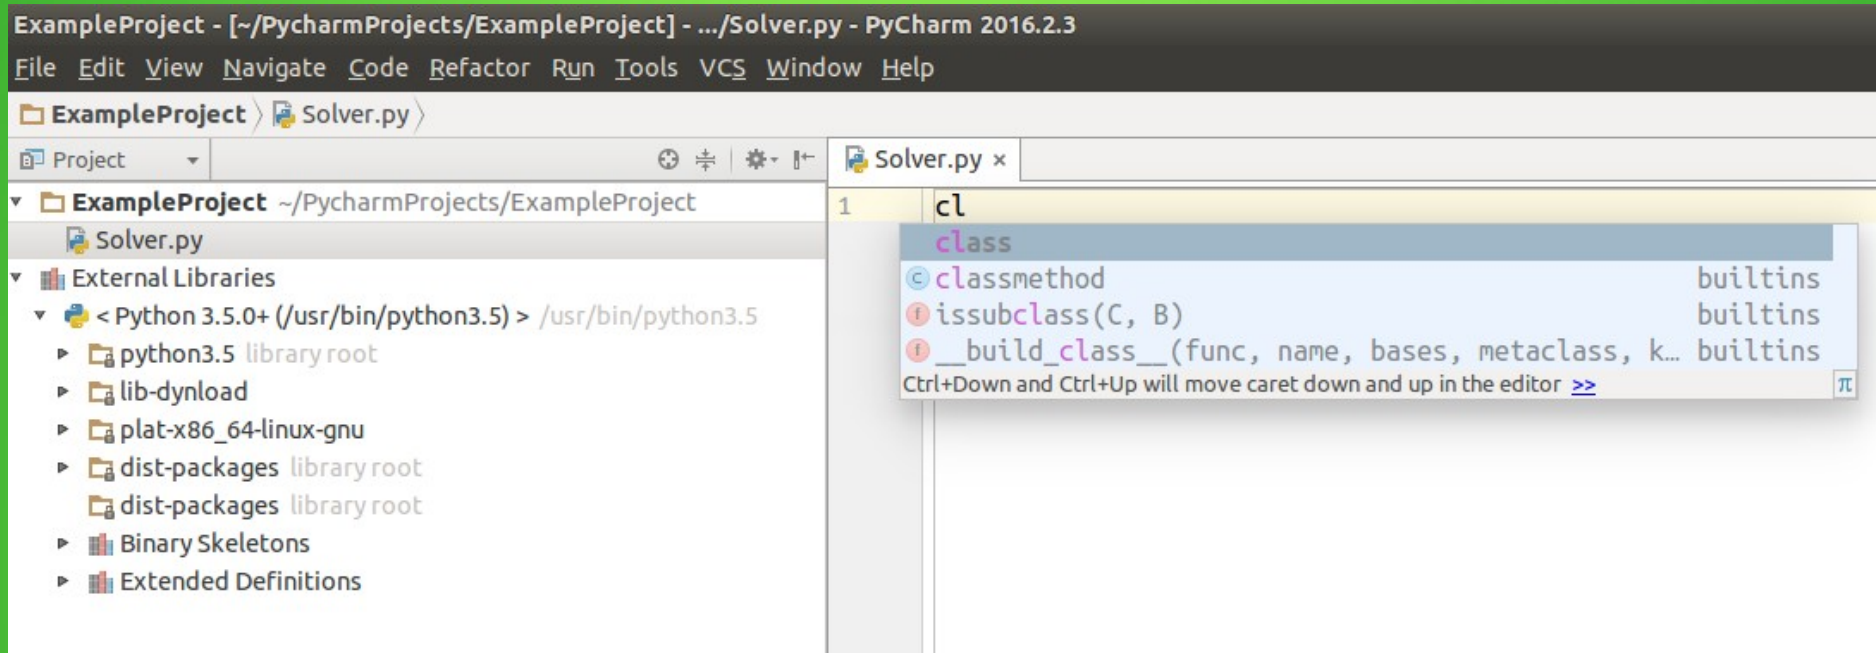 ExampleProject - [~/PycharmProjects/ExampleProject] - .../Solver.py - PyCharm 2016.2.3
File Edit View Navigate Code Refactor Run Tools VCS Window Help
ExampleProject Solver.py
Project
Solver.py ×
ExampleProject ~/PycharmProjects/ExampleProject
Solver.py
External Libraries
< Python 3.5.0+ (/usr/bin/python3.5) > /usr/bin/python3.5
python3.5 library root
lib-dynload
plat-x86_64-linux-gnu
dist-packages library root
dist-packages library root
Binary Skeletons
Extended Definitions
1 cl
class
classmethod builtins
issubclass(C, B) builtins
__build_class__(func, name, bases, metaclass, k… builtins
Ctrl+Down and Ctrl+Up will move caret down and up in the editor >> π